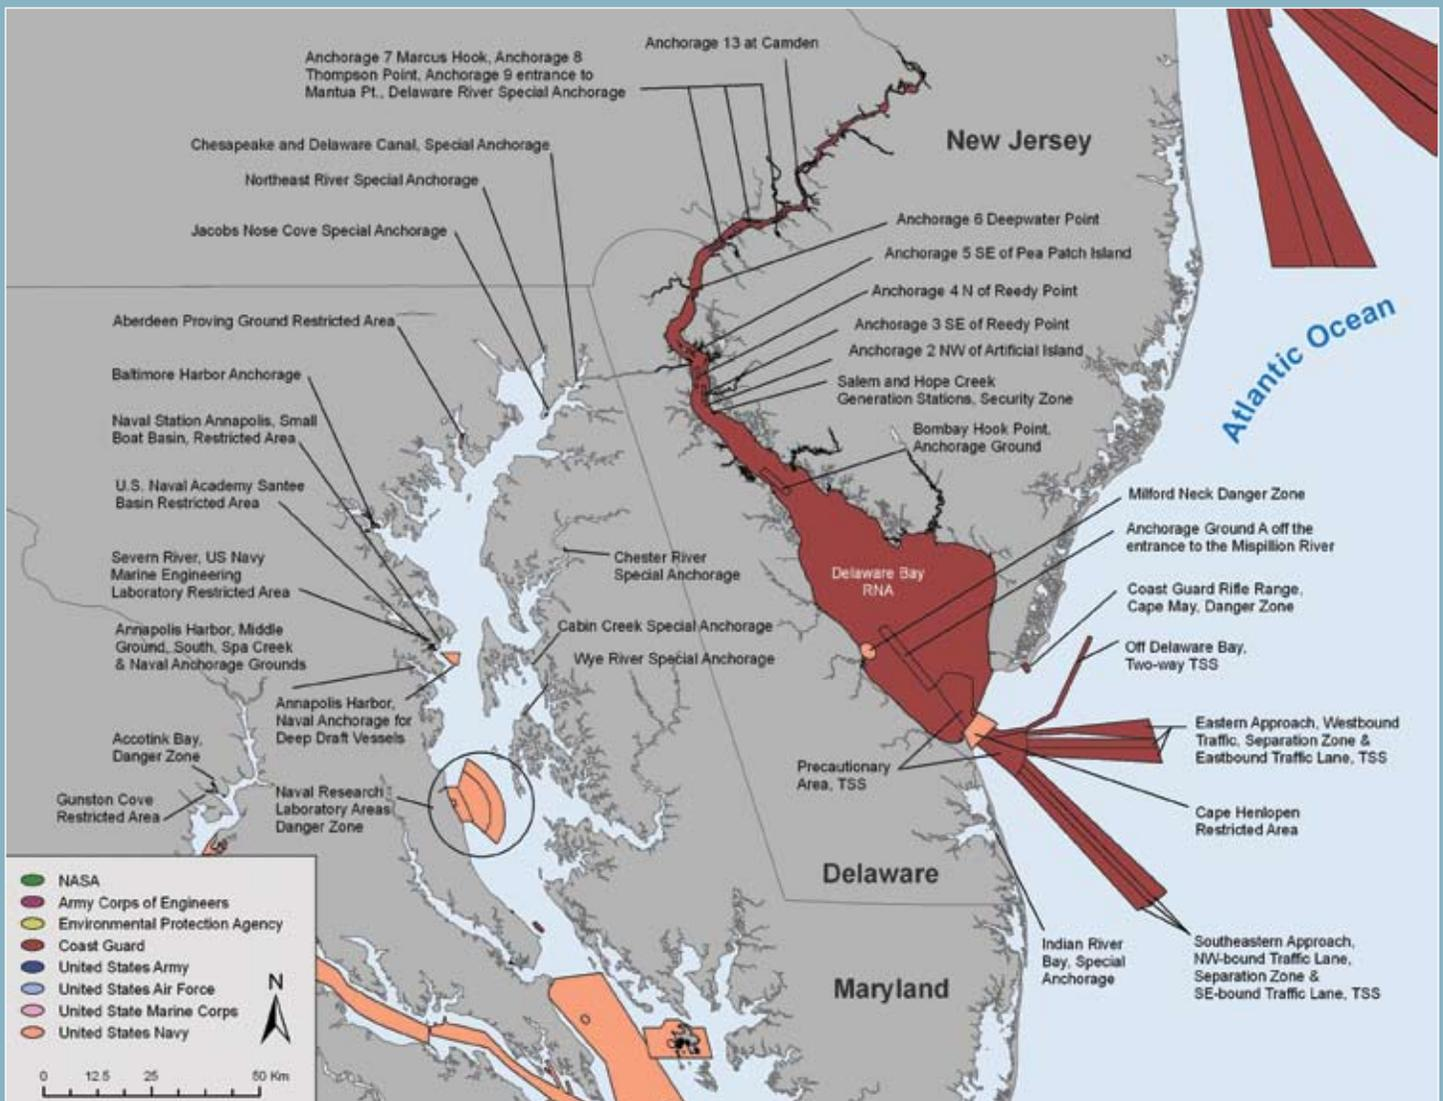 Anchorage 13 at Camden
Anchorage 7 Marcus Hook, Anchorage 8
Thompson Point, Anchorage 9 entrance to
Mantua Pt., Delaware River Special Anchorage
New Jersey
Chesapeake and Delaware Canal, Special Anchorage
Northeast River Special Anchorage
Jacobs Nose Cove Special Anchorage
Anchorage 6 Deepwater Point
Anchorage 5 SE of Pea Patch Island
Anchorage 4 N of Reedy Point
Anchorage 3 SE of Reedy Point
Anchorage 2 NW of Artificial Island
Salem and Hope Creek
Generation Stations, Security Zone
Bombay Hook Point,
Anchorage Ground
Atlantic Ocean
Aberdeen Proving Ground Restricted Area
Baltimore Harbor Anchorage
Naval Station Annapolis, Small
Boat Basin, Restricted Area
U.S. Naval Academy Santee
Basin Restricted Area
Severn River, US Navy
Marine Engineering
Laboratory Restricted Area
Annapolis Harbor, Middle
Ground, South, Spa Creek
& Naval Anchorage Grounds
Annapolis Harbor,
Naval Anchorage for
Deep Draft Vessels
Accotink Bay,
Danger Zone
Gunston Cove
Restricted Area
Naval Research
Laboratory Areas
Danger Zone
Chester River
Special Anchorage
Cabin Creek Special Anchorage
Wye River Special Anchorage
Delaware Bay
RNA
Milford Neck Danger Zone
Anchorage Ground A off the
entrance to the Mispillion River
Coast Guard Rifle Range,
Cape May, Danger Zone
Off Delaware Bay,
Two-way TSS
Eastern Approach, Westbound
Traffic, Separation Zone &
Eastbound Traffic Lane, TSS
Precautionary
Area, TSS
Cape Henlopen
Restricted Area
Delaware
Indian River
Bay, Special
Anchorage
Southeastern Approach,
NW-bound Traffic Lane,
Separation Zone &
SE-bound Traffic Lane, TSS
Maryland
NASA
Army Corps of Engineers
Environmental Protection Agency
Coast Guard
United States Army
United States Air Force
United State Marine Corps
United States Navy
N
0 12.5 25 50 Km